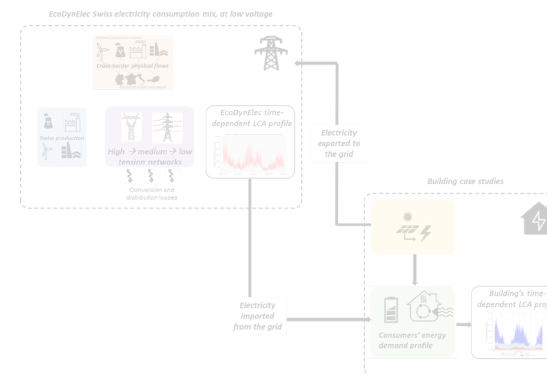 EcoDynElec Swiss electricity consumption mix, at low voltage
Cross-border physical flows
Swiss production
High → medium → low
tension networks
EcoDynElec time-
dependent LCA profile
Conversion and
distribution losses
Electricity
exported to
the grid
Building case studies
Electricity
imported
from the grid
Consumers' energy
demand profile
Building's time-
dependent LCA